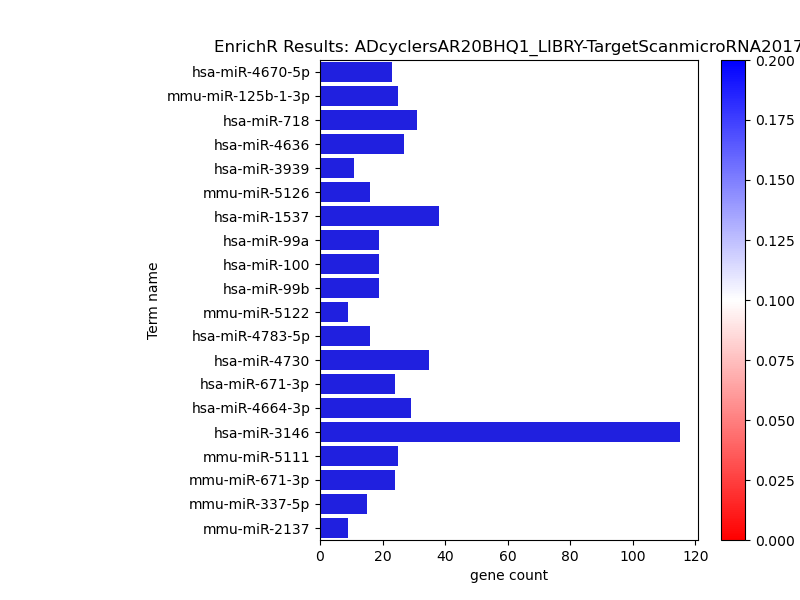 EnrichR Results: ADcyclersAR20BHQ1_LIBRY-TargetScanmicroRNA2017
hsa-miR-4670-5p
mmu-miR-125b-1-3p
hsa-miR-718
hsa-miR-4636
hsa-miR-3939
mmu-miR-5126
hsa-miR-1537
hsa-miR-99a
hsa-miR-100
hsa-miR-99b
mmu-miR-5122
hsa-miR-4783-5p
hsa-miR-4730
hsa-miR-671-3p
hsa-miR-4664-3p
hsa-miR-3146
mmu-miR-5111
mmu-miR-671-3p
mmu-miR-337-5p
mmu-miR-2137
Term name
0 20 40 60 80 100 120
gene count
0.200
0.175
0.150
0.125
0.100
0.075
0.050
0.025
0.000